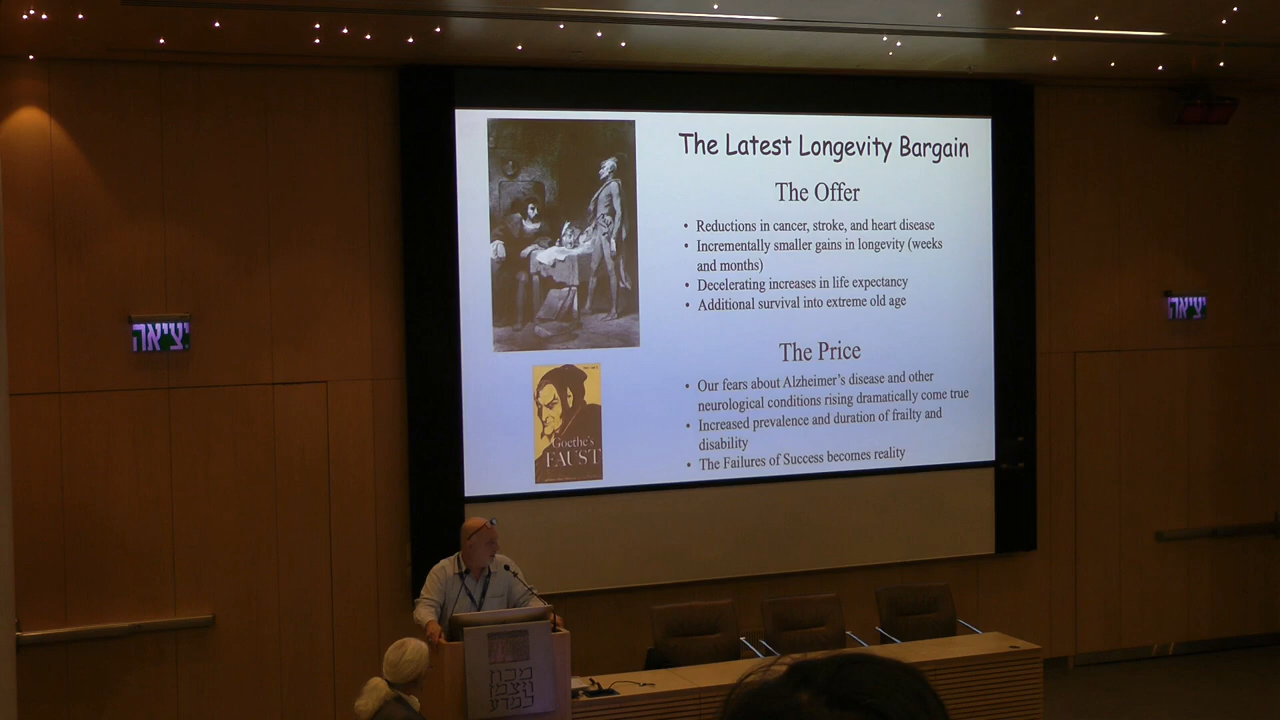 The Latest Longevity Bargain
The Offer
• Reductions in cancer, stroke, and heart disease
• Incrementally smaller gains in longevity (weeks
and months)
• Decelerating increases in life expectancy
• Additional survival into extreme old age
The Price
• Our fears about Alzheimer's disease and other
neurological conditions rising dramatically come true
• Increased prevalence and duration of frailty and
disability
• The Failures of Success becomes reality
Goethe's
FAUST
יציאה
יציאה
מכון
ויצמן
למדע